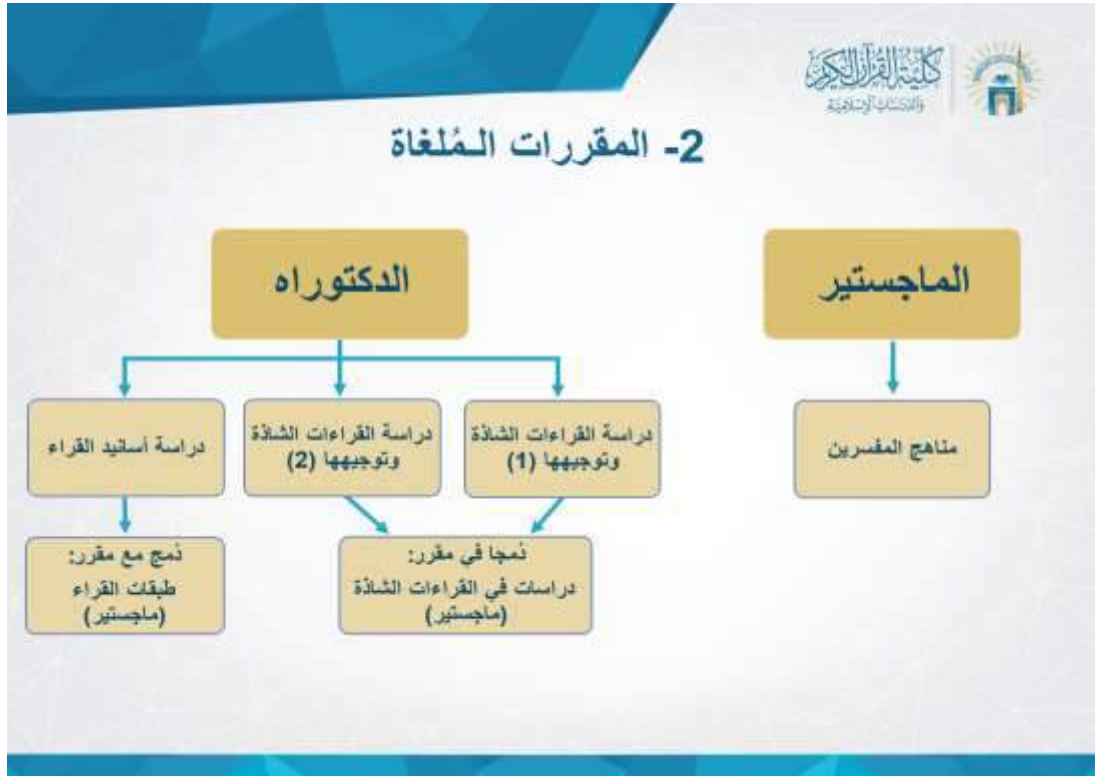 كلية القرآن الكريم
والدراسات الإسلامية
2- المقررات الـمُلغاة
الماجستير
مناهج المفسرين
الدكتوراه
دراسة القراءات الشاذة
وتوجيهها (1)
دراسة القراءات الشاذة
وتوجيهها (2)
دراسة أسانيد القراء
دُمجا في مقرر:
دراسات في القراءات الشاذة
(ماجستير)
دُمج مع مقرر:
طبقات القراء
(ماجستير)